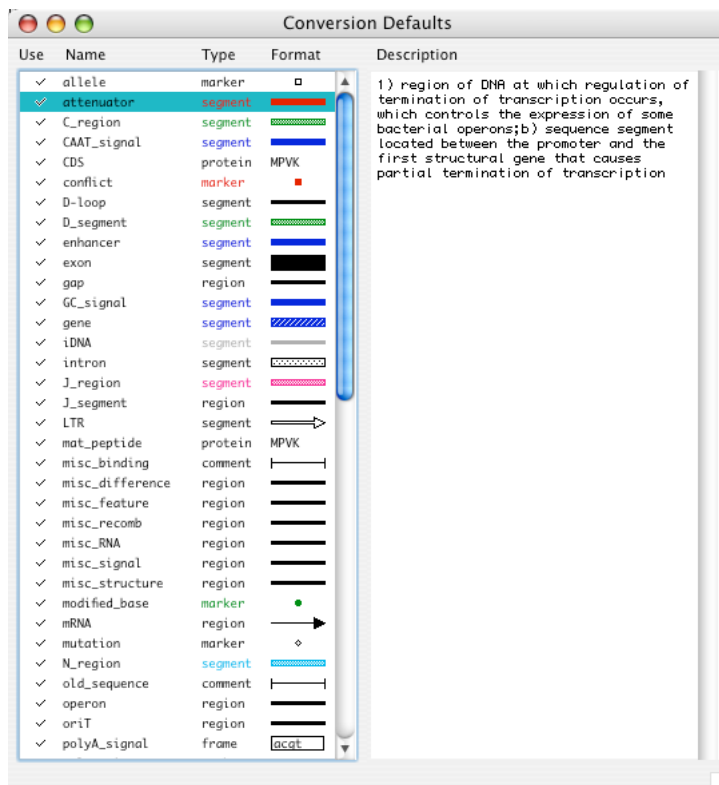 Conversion Defaults
Use Name Type Format Description
✓ allele marker
✓ attenuator segment
✓ C_region segment
✓ CAAT_signal segment
✓ CDS protein MPVK
✓ conflict marker
✓ D-loop segment
✓ D_segment segment
✓ enhancer segment
✓ exon segment
✓ gap region
✓ GC_signal segment
✓ gene segment
✓ iDNA segment
✓ intron segment
✓ J_region segment
✓ J_segment region
✓ LTR segment
✓ mat_peptide protein MPVK
✓ misc_binding comment
✓ misc_difference region
✓ misc_feature region
✓ misc_recomb region
✓ misc_RNA region
✓ misc_signal region
✓ misc_structure region
✓ modified_base marker
✓ mRNA region
✓ mutation marker
✓ N_region segment
✓ old_sequence comment
✓ operon region
✓ oriT region
✓ polyA_signal frame acgt
1) region of DNA at which regulation of
termination of transcription occurs,
which controls the expression of some
bacterial operons;b) sequence segment
located between the promoter and the
first structural gene that causes
partial termination of transcription